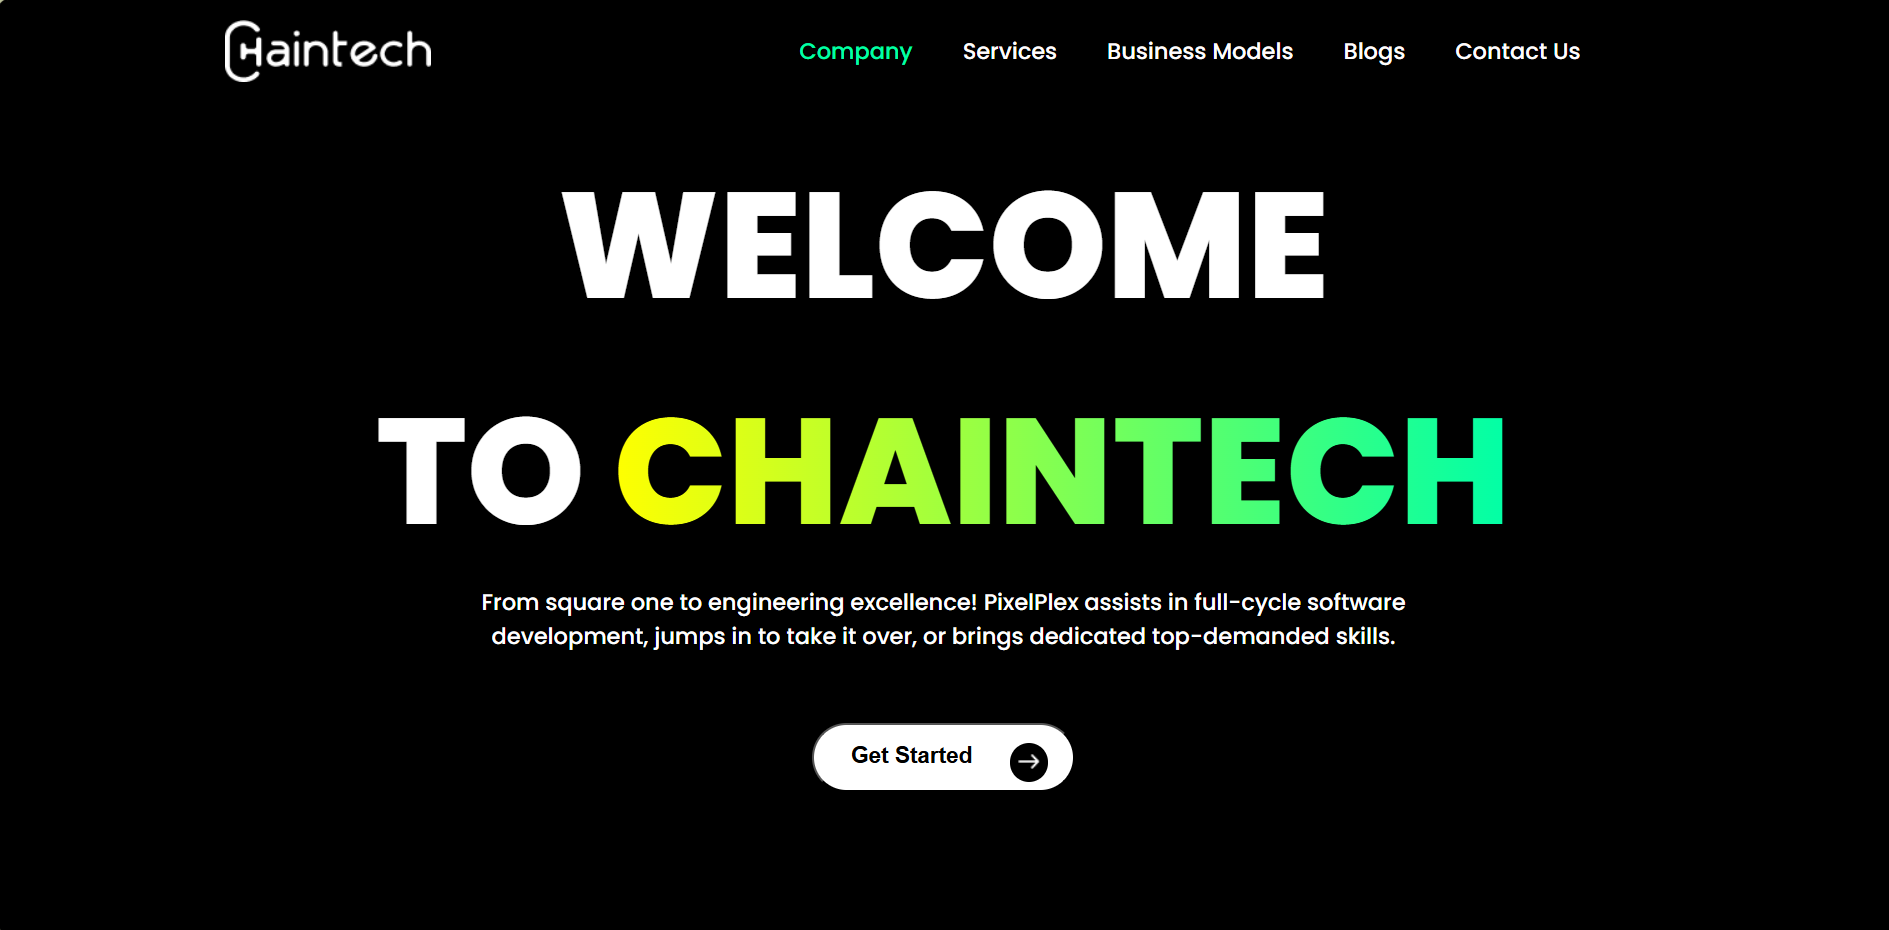 Chaintech
Company Services Business Models Blogs Contact Us
WELCOME
TO CHAINTECH
From square one to engineering excellence! PixelPlex assists in full-cycle software
development, jumps in to take it over, or brings dedicated top-demanded skills.
Get Started